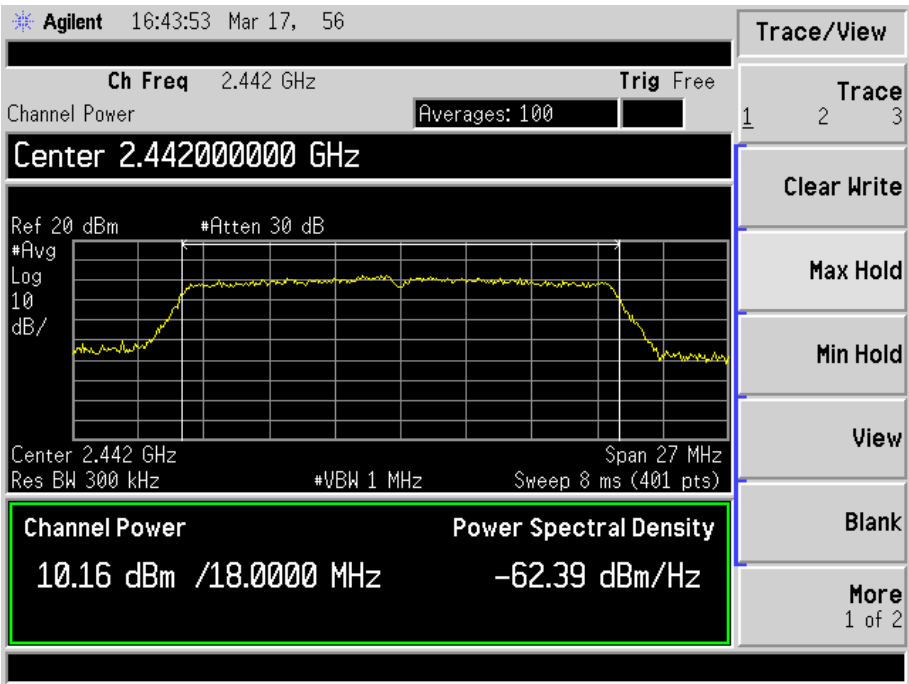 Agilent 16:43:53 Mar 17, 56
Trace/View
Ch Freq 2.442 GHz Trig Free
Channel Power Averages: 100
Center 2.442000000 GHz
Ref 20 dBm #Atten 30 dB
#Avg
Log
10
dB/
Center 2.442 GHz Span 27 MHz
Res BW 300 kHz #VBW 1 MHz Sweep 8 ms (401 pts)
Channel Power Power Spectral Density
10.16 dBm /18.0000 MHz -62.39 dBm/Hz
Trace
1 2 3
Clear Write
Max Hold
Min Hold
View
Blank
More
1 of 2